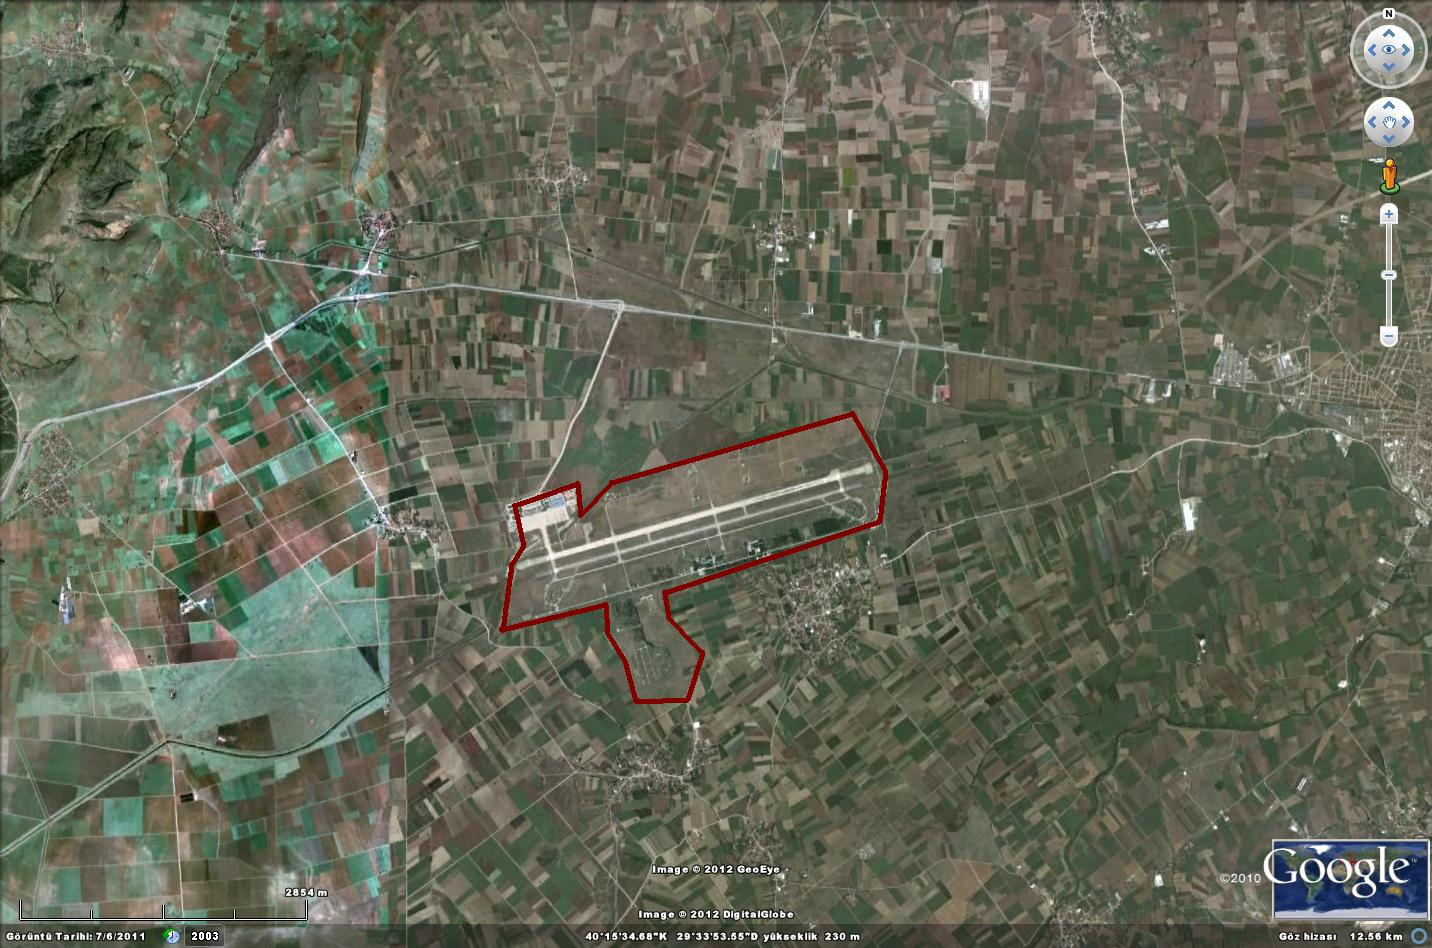 N
2854 m
Image © 2012 GeoEye
Image © 2012 DigitalGlobe
©2010 Google™
Görüntü Tarihi: 7/6/2011 2003
40°15'34.68"K 29°33'53.55"D yükseklik 230 m
Göz hizası 12.56 km